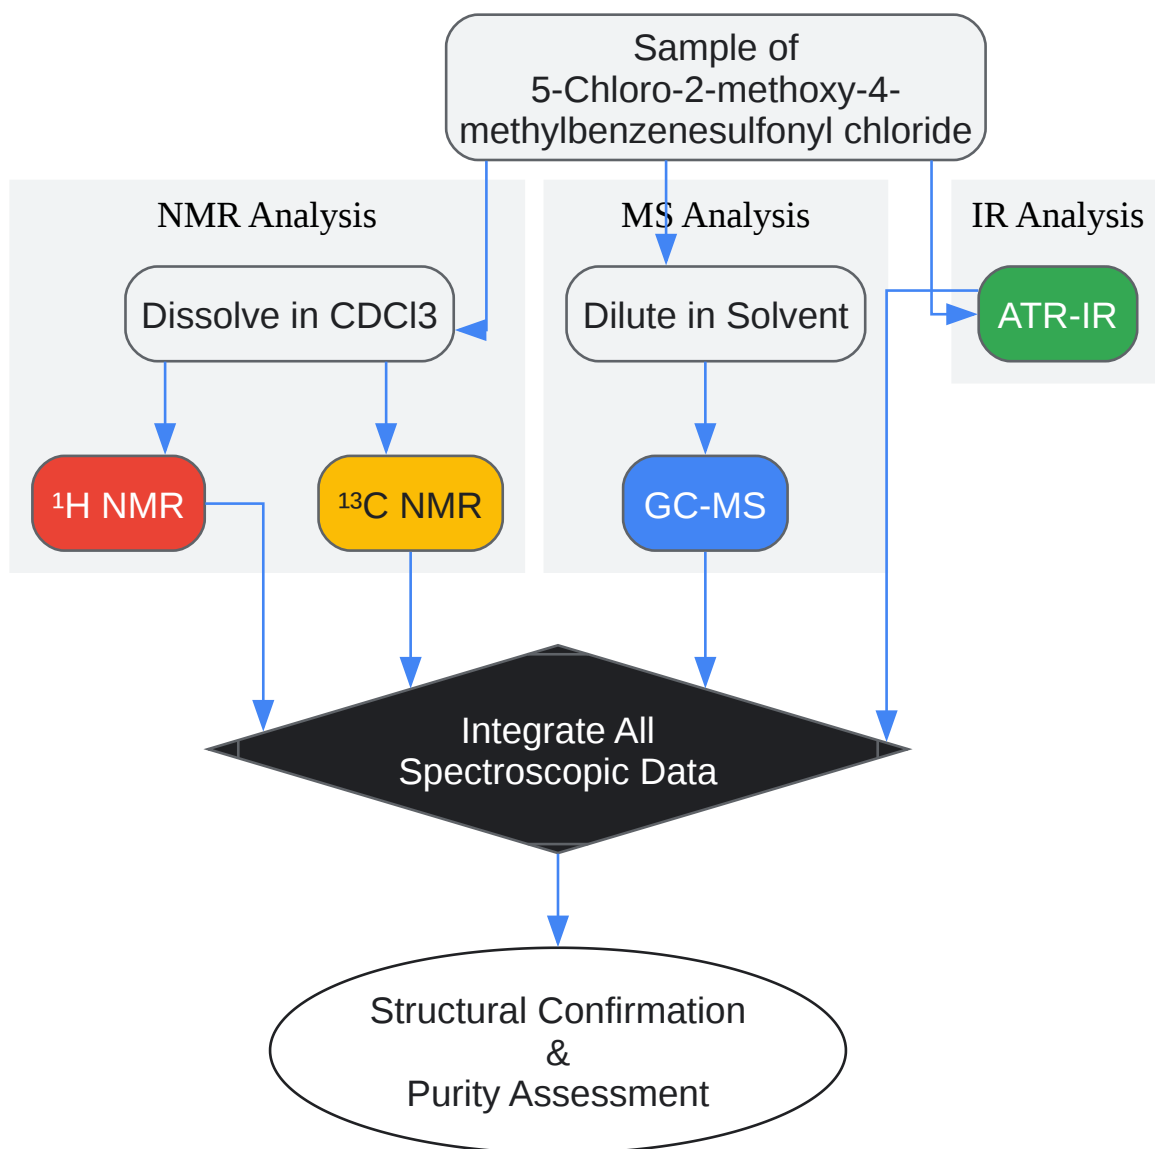 Sample of
5-Chloro-2-methoxy-4-
methylbenzenesulfonyl chloride
NMR Analysis
MS Analysis
IR Analysis
Dissolve in CDCl3
Dilute in Solvent
ATR-IR
¹H NMR
¹³C NMR
GC-MS
Integrate All
Spectroscopic Data
Structural Confirmation
&
Purity Assessment